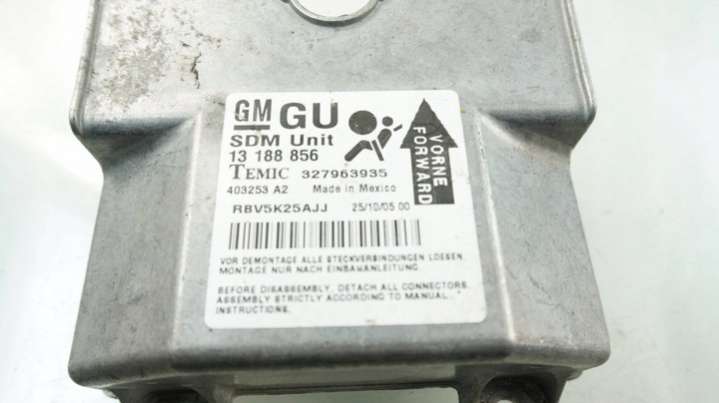 GM GU
SDM Unit
13 188 856
TEMIC 327963935
403253 A2 Made in Mexico
RBV5K25AJJ 25/10/05 00
VORNE
FORWARD
VOR DEMONTAGE ALLE STECKVERBINDUNGEN LOESEN.
MONTAGE NUR NACH EINBAWANLEITUNG
BEFORE DISASSEMBLY, DETACH ALL CONNECTORS
ASSEMBLY STRICTLY ACCORDING TO MANUAL
INSTRUCTIONS.